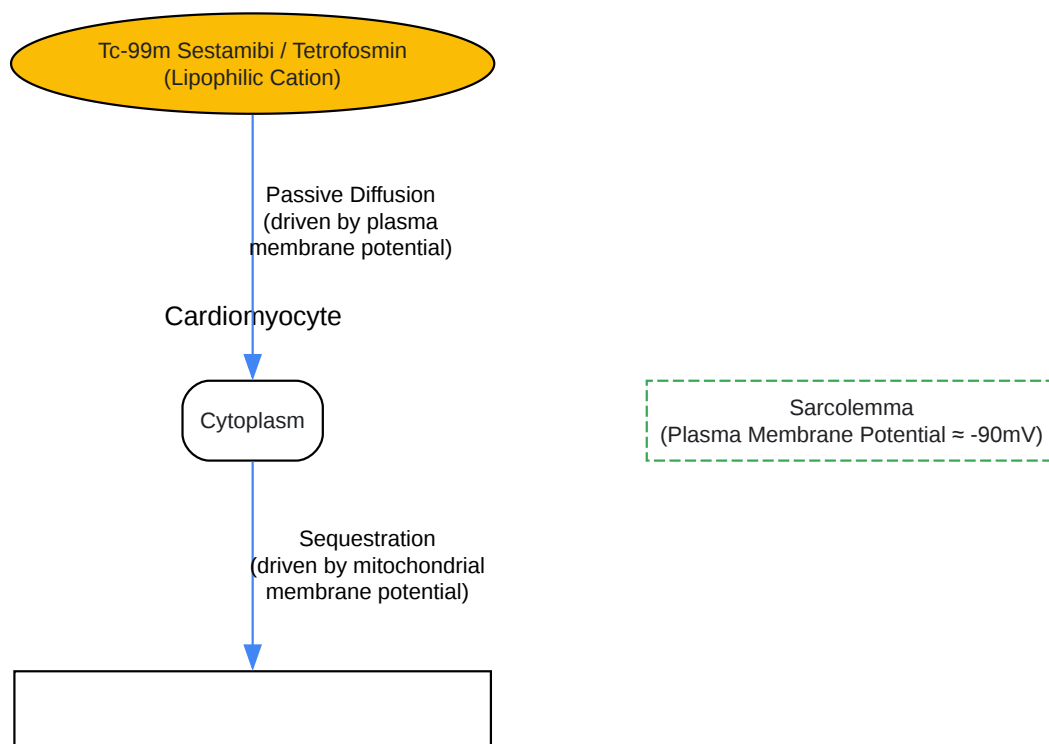 Tc-99m Sestamibi / Tetrofosmin
(Lipophilic Cation)
Passive Diffusion
(driven by plasma
membrane potential)
Cardiomyocyte
Cytoplasm
Sarcolemma
(Plasma Membrane Potential ≈ -90mV)
Sequestration
(driven by mitochondrial
membrane potential)